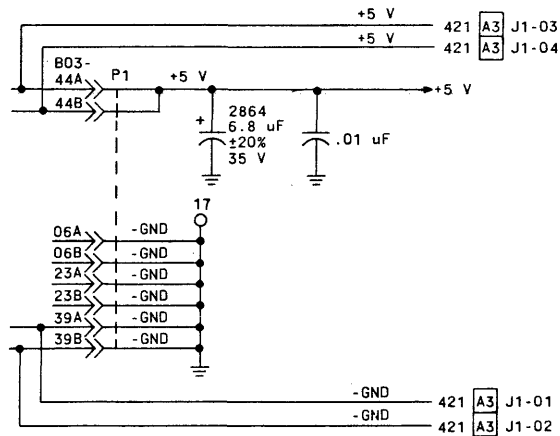 +5 V 421 A3 J1-03
+5 V 421 A3 J1-04
B03-
44A P1 +5 V +5 V
44B
+ 2864
6.8 uF
±20%
35 V
.01 uF
17
06A -GND
06B -GND
23A -GND
23B -GND
39A -GND
39B -GND
-GND 421 A3 J1-01
-GND 421 A3 J1-02